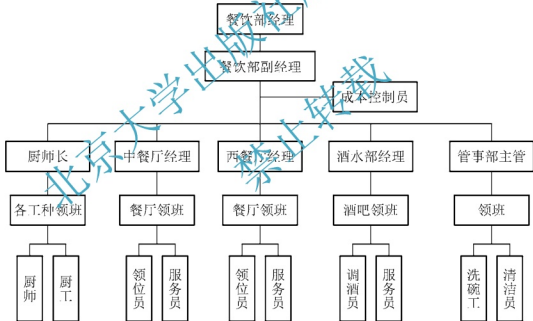 餐饮部经理
餐饮部副经理
成本控制员
厨师长 中餐厅经理 西餐厅经理 酒水部经理 管事部主管
各工种领班 餐厅领班 餐厅领班 酒吧领班 领班
厨师 厨工 领位员 服务员 领位员 服务员 调酒员 服务员 洗碗工 清洁员
北京大学出版社
禁止转载